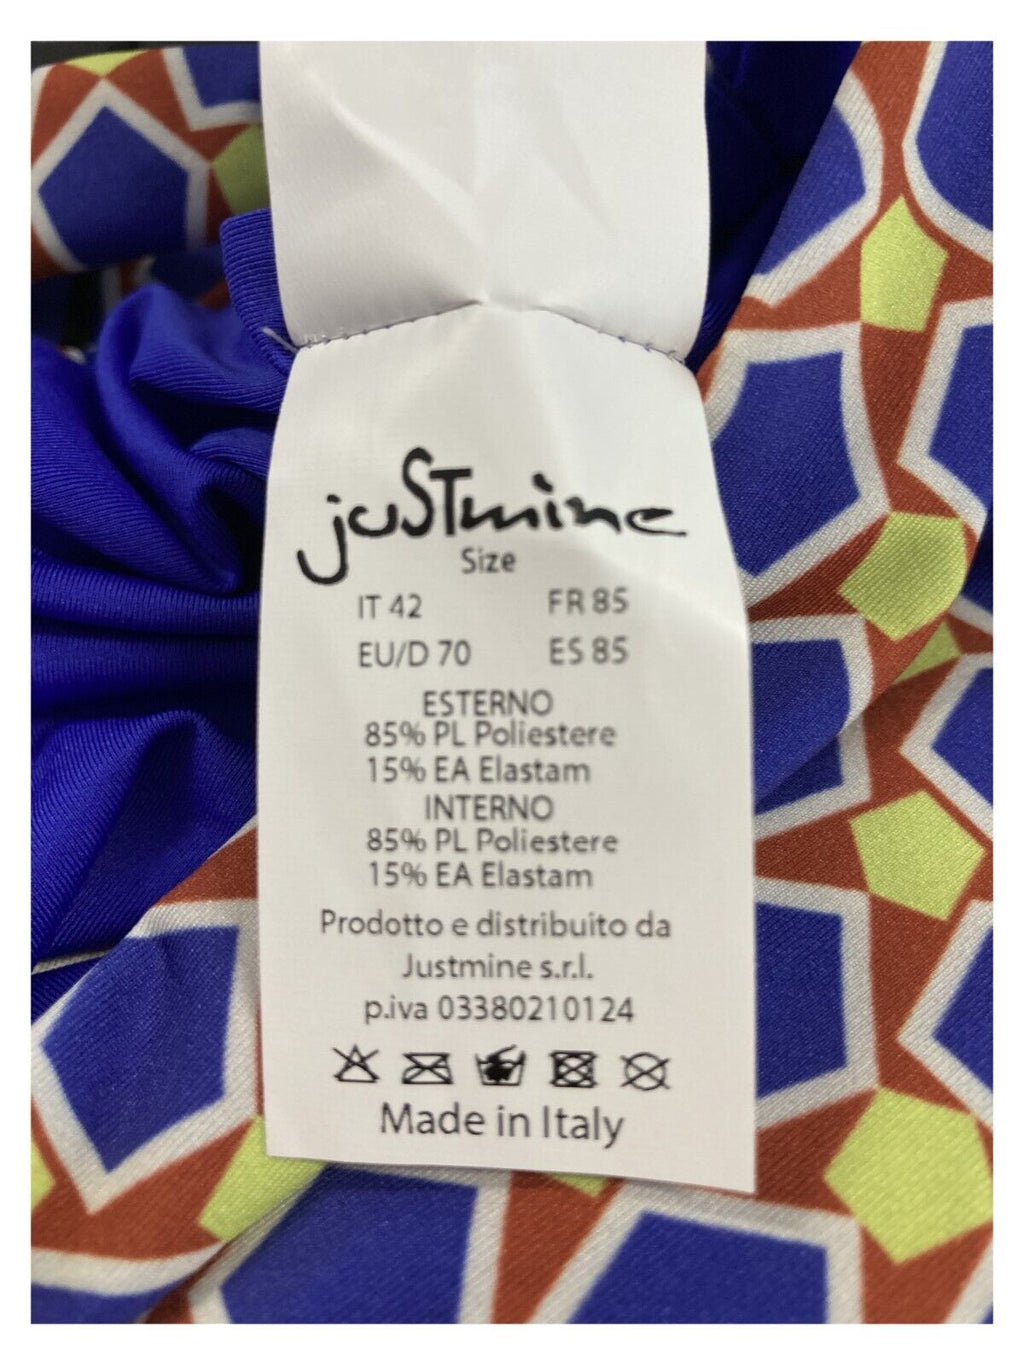 juSTmine
Size
IT 42 FR 85
EU/D 70 ES 85
ESTERNO
85% PL Poliestere
15% EA Elastam
INTERNO
85% PL Poliestere
15% EA Elastam
Prodotto e distribuito da
Justmine s.r.l.
p.iva 03380210124
Made in Italy